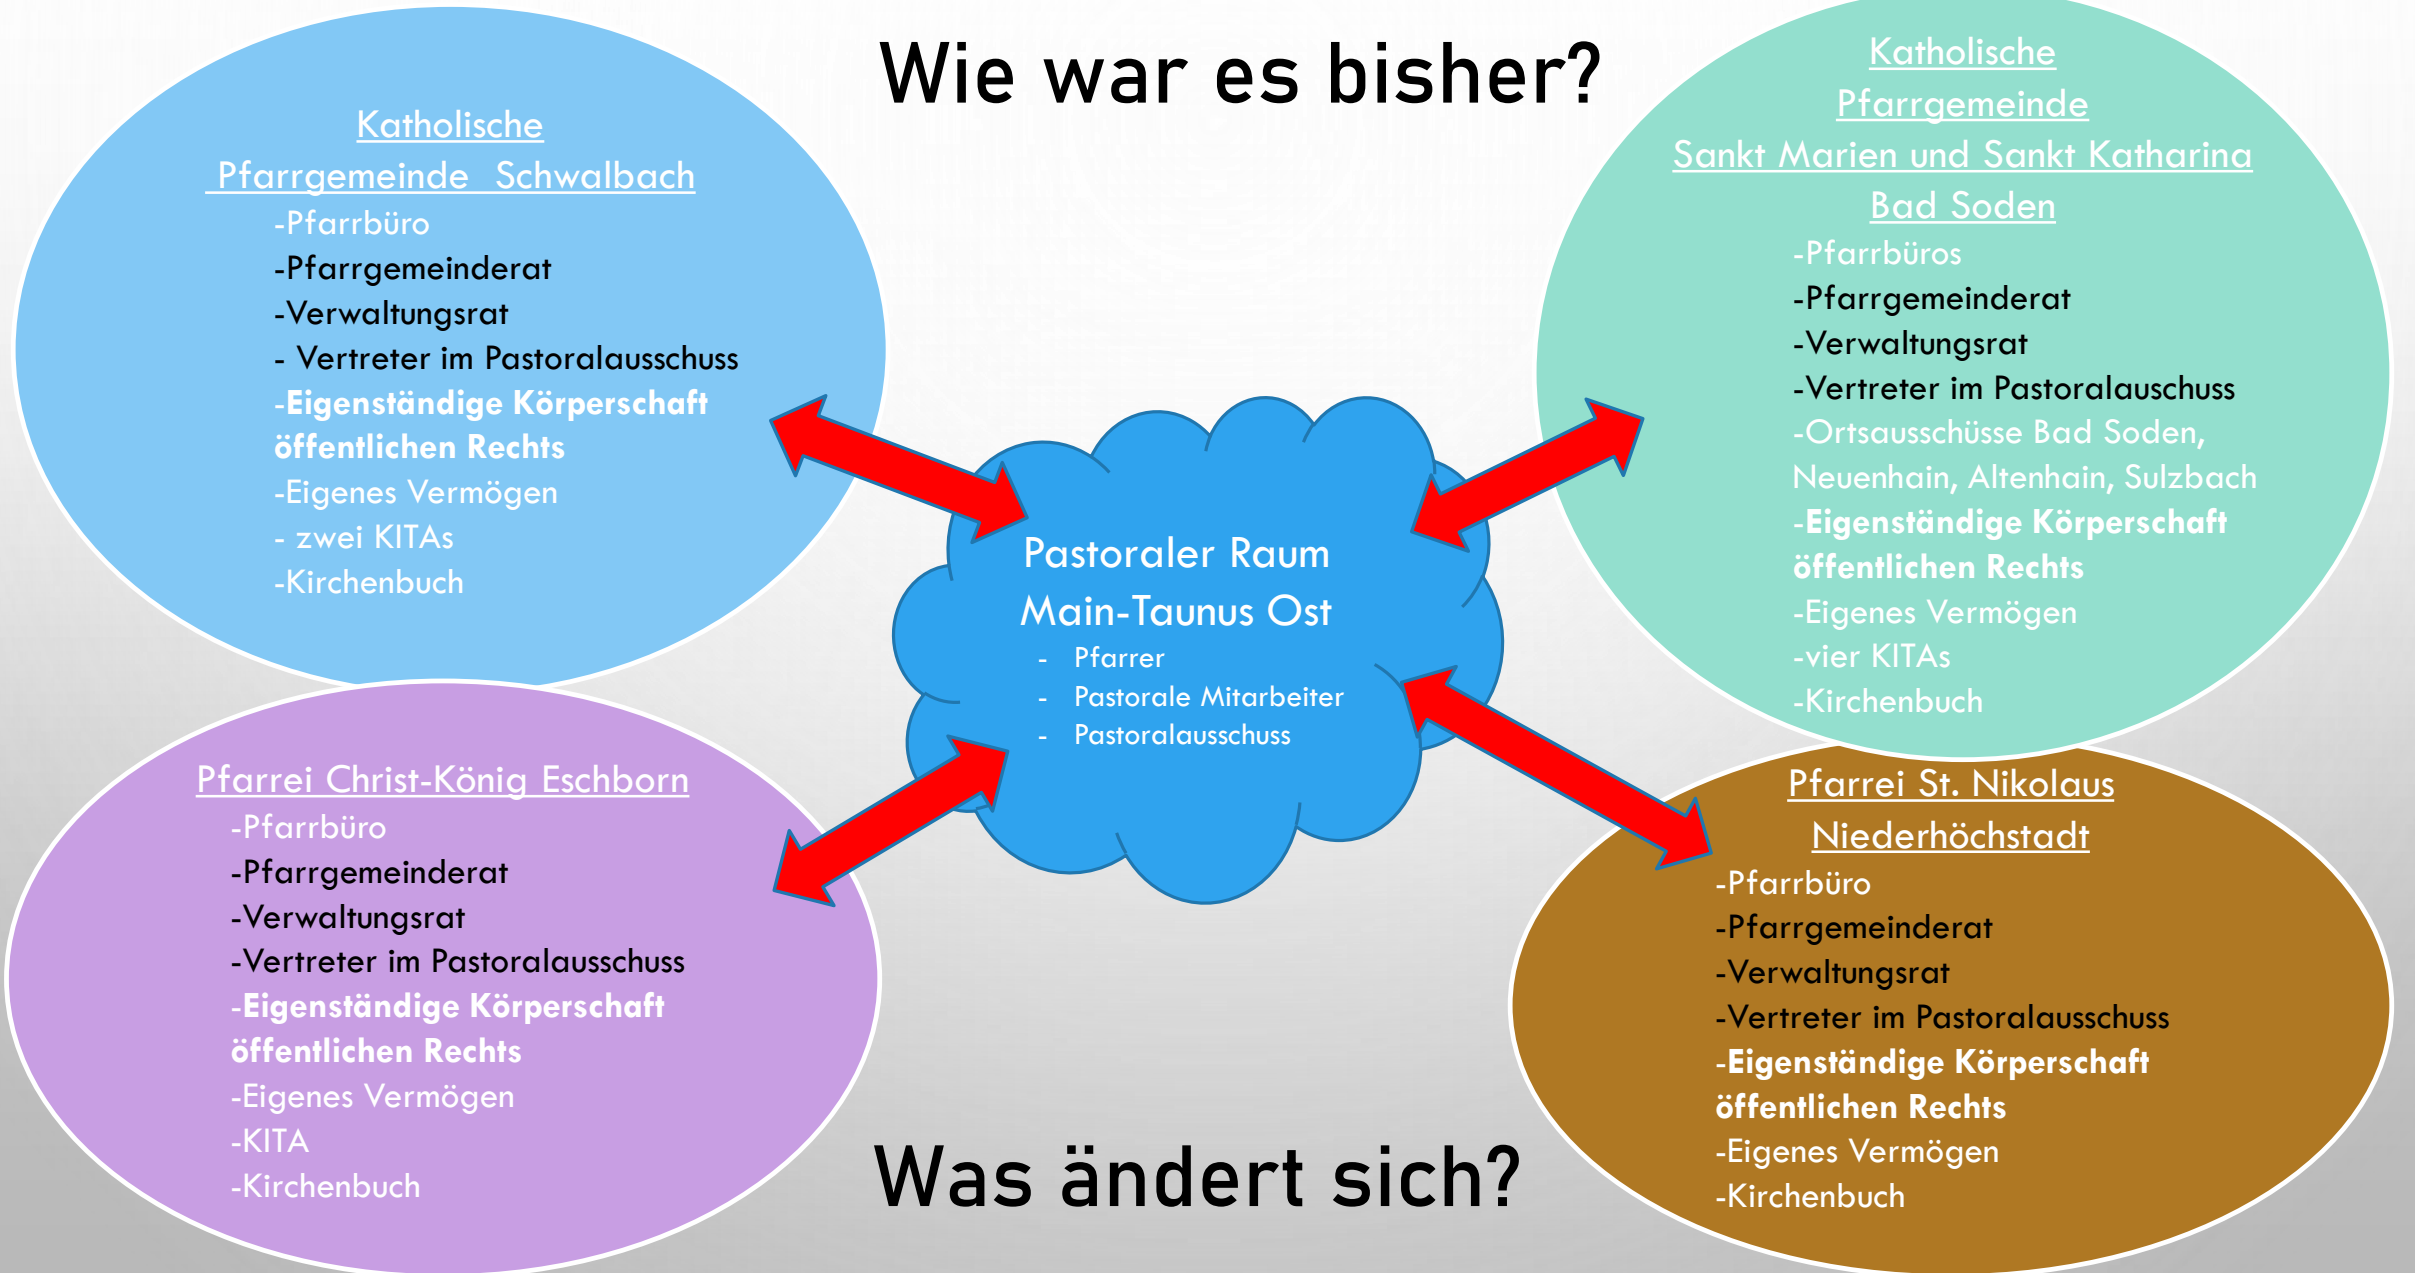 Wie war es bisher?
Katholische
Pfarrgemeinde Schwalbach
-Pfarrbüro
-Pfarrgemeinderat
-Verwaltungsrat
- Vertreter im Pastoralausschuss
-Eigenständige Körperschaft
öffentlichen Rechts
-Eigenes Vermögen
- zwei KITAs
-Kirchenbuch
Katholische
Pfarrgemeinde
Sankt Marien und Sankt Katharina
Bad Soden
-Pfarrbüros
-Pfarrgemeinderat
-Verwaltungsrat
-Vertreter im Pastoralauschuss
-Ortsausschüsse Bad Soden,
Neuenhain, Altenhain, Sulzbach
-Eigenständige Körperschaft
öffentlichen Rechts
-Eigenes Vermögen
-vier KITAs
-Kirchenbuch
Pastoraler Raum
Main-Taunus Ost
- Pfarrer
- Pastorale Mitarbeiter
- Pastoralausschuss
Pfarrei Christ-König Eschborn
-Pfarrbüro
-Pfarrgemeinderat
-Verwaltungsrat
-Vertreter im Pastoralausschuss
-Eigenständige Körperschaft
öffentlichen Rechts
-Eigenes Vermögen
-KITA
-Kirchenbuch
Pfarrei St. Nikolaus
Niederhöchstadt
-Pfarrbüro
-Pfarrgemeinderat
-Verwaltungsrat
-Vertreter im Pastoralausschuss
-Eigenständige Körperschaft
öffentlichen Rechts
-Eigenes Vermögen
-Kirchenbuch
Was ändert sich?